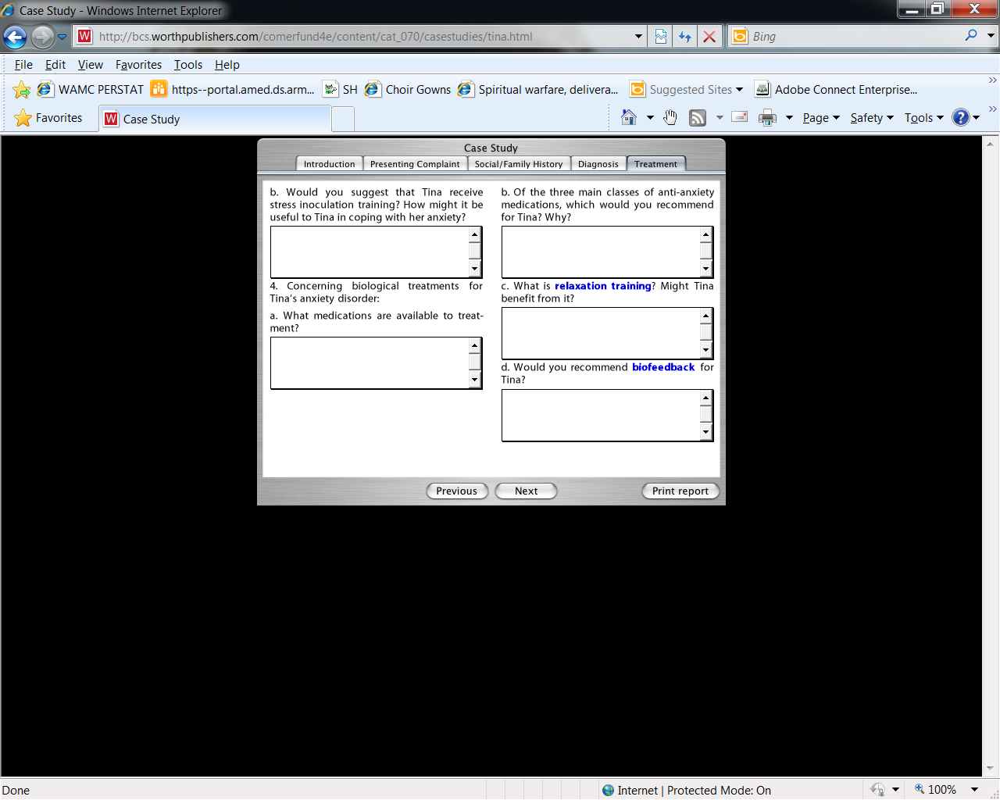 Case Study - Windows Internet Explorer
http://bcs.worthpublishers.com/comerfund4e/content/cat_070/casestudies/tina.html
Bing
File Edit View Favorites Tools Help
WAMC PERSTAT https--portal.amed.ds.arm... SH Choir Gowns Spiritual warfare, delivera... Suggested Sites Adobe Connect Enterprise...
Favorites Case Study Page Safety Tools
Case Study
Introduction Presenting Complaint Social/Family History Diagnosis Treatment
b. Would you suggest that Tina receive
stress inoculation training? How might it be
useful to Tina in coping with her anxiety?
4. Concerning biological treatments for
Tina's anxiety disorder:
a. What medications are available to treat-
ment?
b. Of the three main classes of anti-anxiety
medications, which would you recommend
for Tina? Why?
c. What is relaxation training? Might Tina
benefit from it?
d. Would you recommend biofeedback for
Tina?
Previous Next Print report
Done Internet | Protected Mode: On 100%